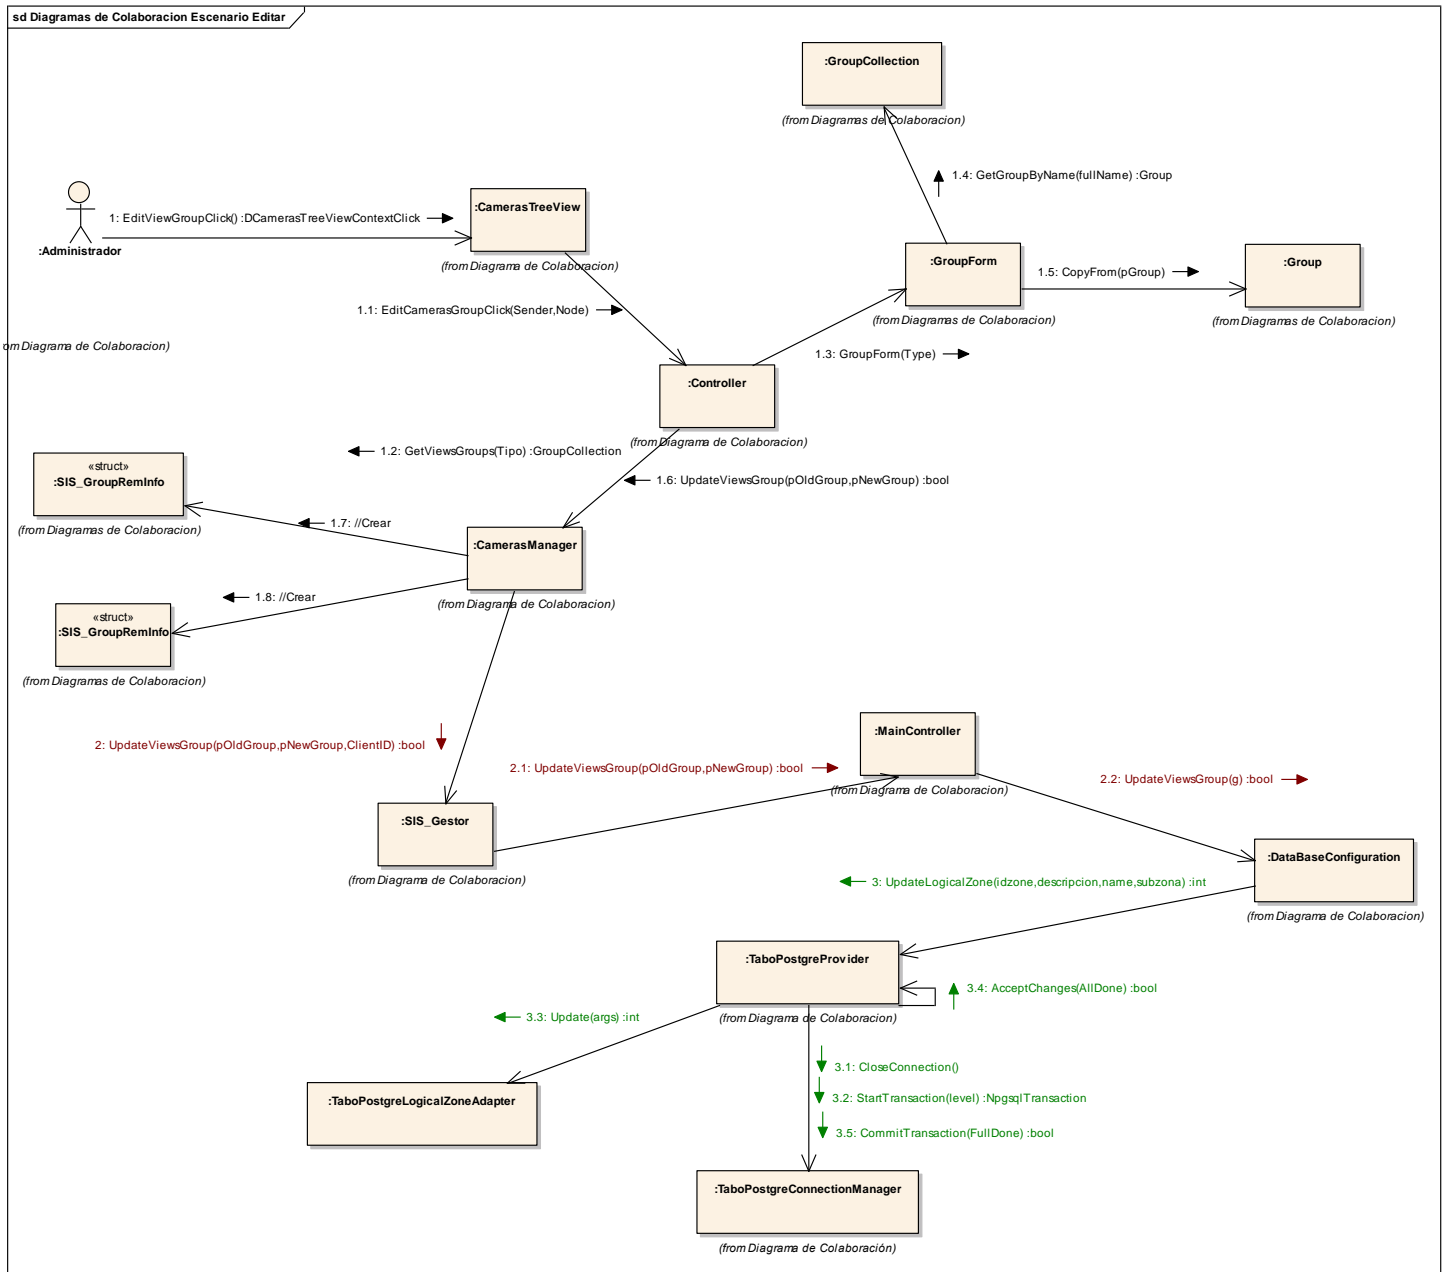 sd Diagramas de Colaboracion Escenario Editar
:GroupCollection
(from Diagramas de Colaboracion)
1.4: GetGroupByName(fullName) :Group
:Administrador
1: EditViewGroupClick() :DCamerasTreeViewContextClick
:CamerasTreeView
(from Diagrama de Colaboracion)
:GroupForm
(from Diagramas de Colaboracion)
1.5: CopyFrom(pGroup)
:Group
(from Diagramas de Colaboracion)
1.1: EditCamerasGroupClick(Sender,Node)
om Diagrama de Colaboracion)
1.3: GroupForm(Type)
:Controller
(from Diagrama de Colaboracion)
1.2: GetViewsGroups(Tipo) :GroupCollection
1.6: UpdateViewsGroup(pOldGroup,pNewGroup) :bool
«struct»
:SIS_GroupRemInfo
(from Diagramas de Colaboracion)
1.7: //Crear
:CamerasManager
(from Diagrama de Colaboracion)
1.8: //Crear
«struct»
:SIS_GroupRemInfo
(from Diagramas de Colaboracion)
2: UpdateViewsGroup(pOldGroup,pNewGroup,ClientID) :bool
:MainController
(from Diagrama de Colaboracion)
2.1: UpdateViewsGroup(pOldGroup,pNewGroup) :bool
2.2: UpdateViewsGroup(g) :bool
:SIS_Gestor
(from Diagrama de Colaboracion)
:DataBaseConfiguration
(from Diagrama de Colaboracion)
3: UpdateLogicalZone(idzone,descripcion,name,subzona) :int
:TaboPostgreProvider
(from Diagrama de Colaboracion)
3.4: AcceptChanges(AllDone) :bool
3.3: Update(args) :int
3.1: CloseConnection()
3.2: StartTransaction(level) :NpgsqlTransaction
3.5: CommitTransaction(FullDone) :bool
:TaboPostgreLogicalZoneAdapter
:TaboPostgreConnectionManager
(from Diagrama de Colaboración)